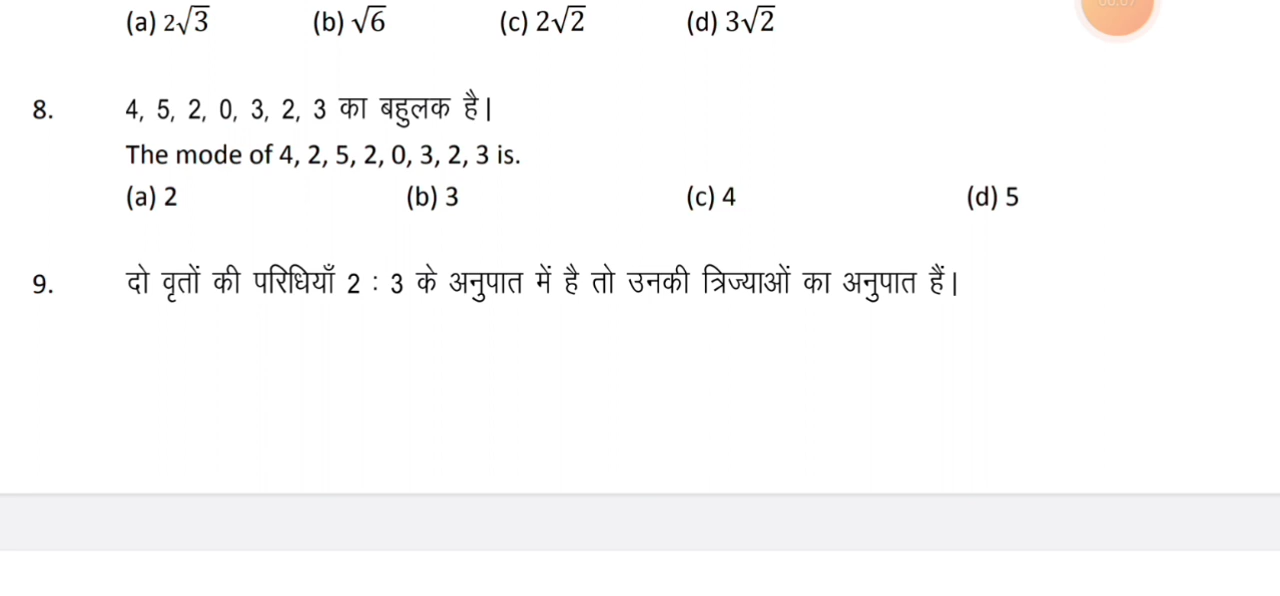 (a) 2√3 (b) √6 (c) 2√2 (d) 3√2
8. 4, 5, 2, 0, 3, 2, 3 का बहुलक है।
The mode of 4, 2, 5, 2, 0, 3, 2, 3 is.
(a) 2 (b) 3 (c) 4 (d) 5
9. दो वृतों की परिधियाँ 2 : 3 के अनुपात में है तो उनकी त्रिज्याओं का अनुपात हैं।